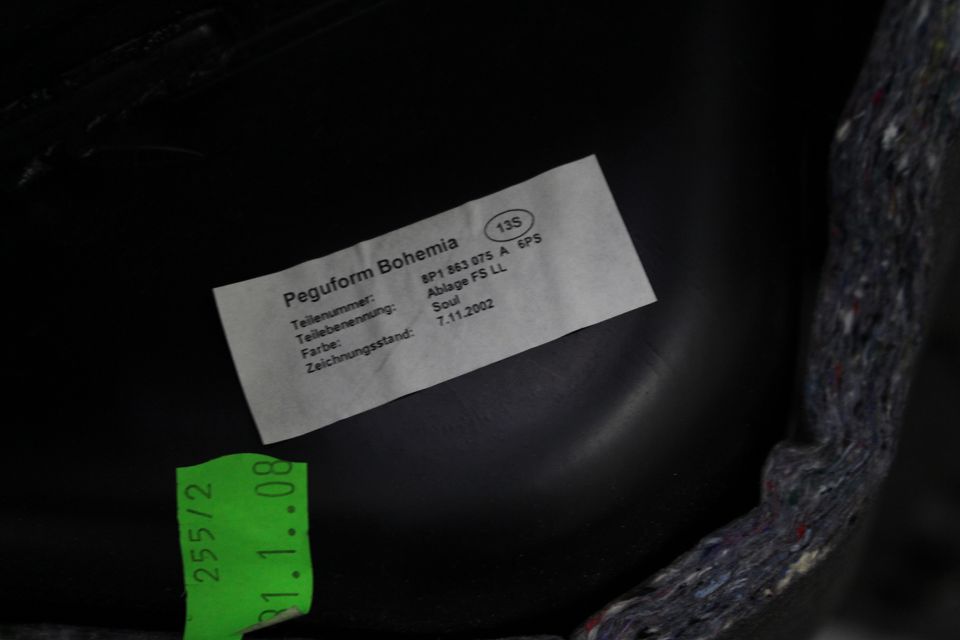 Peguform Bohemia 13S
Teilenummer: 8P1 863 075 A 6PS
Teilebenennung: Ablage FS LL
Farbe: Soul
Zeichnungsstand: 7.11.2002
255/2
31.1..08